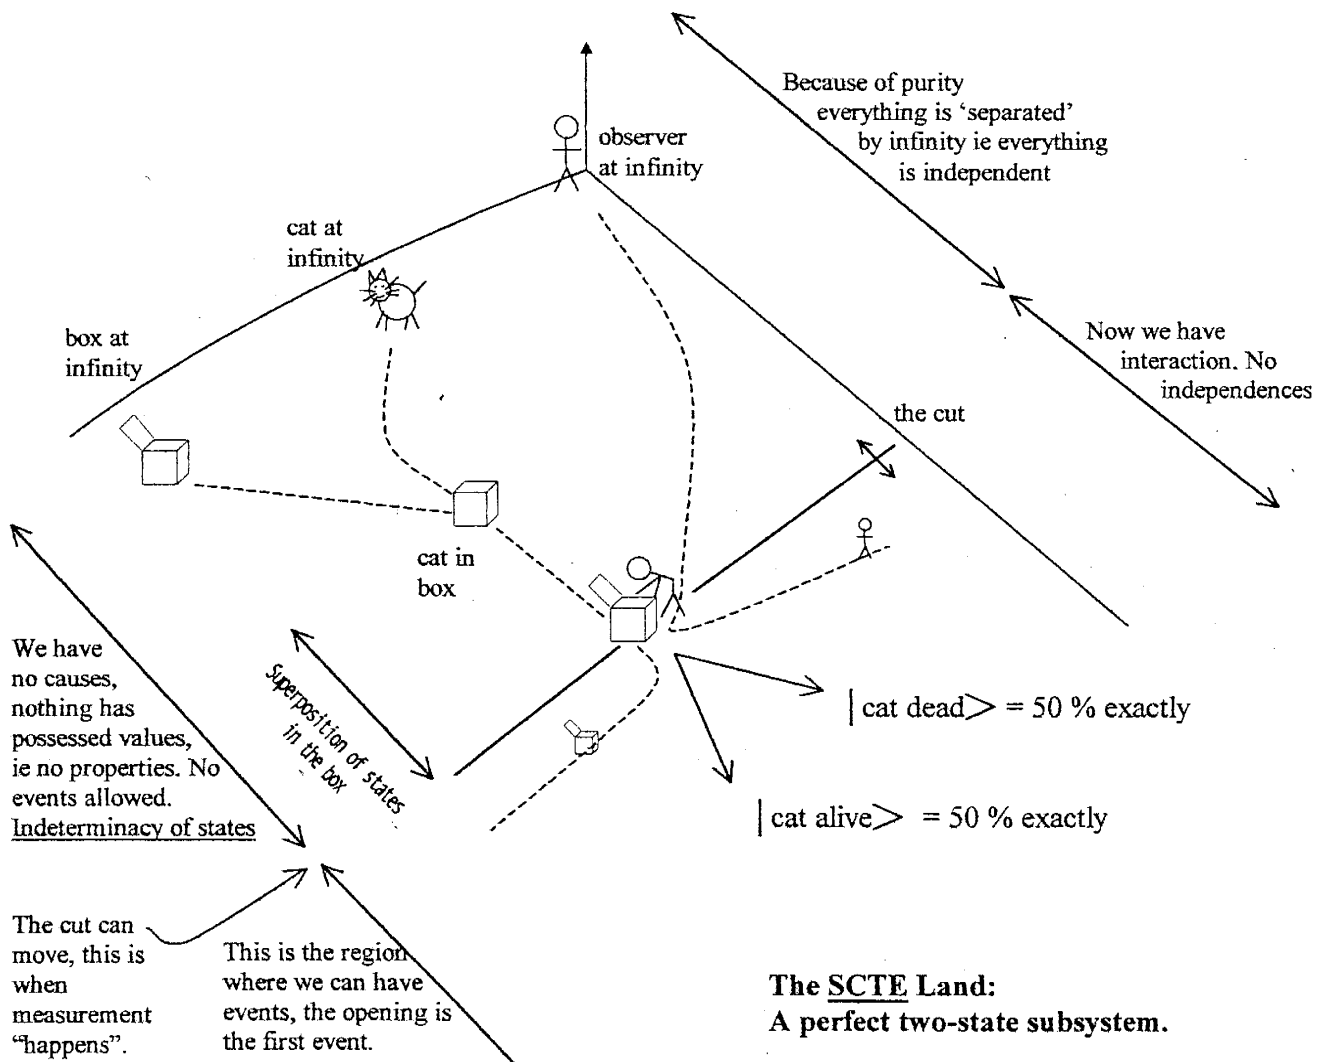 Because of purity
everything is ‘separated’
by infinity ie everything
is independent
observer
at infinity
cat at
infinity
box at
infinity
Now we have
interaction. No
independences
the cut
cat in
box
We have
no causes,
nothing has
possessed values,
ie no properties. No
events allowed.
Indeterminacy of states
Superposition of states
in the box
|cat dead> = 50 % exactly
|cat alive> = 50 % exactly
The cut can
move, this is
when
measurement
“happens”.
This is the region
where we can have
events, the opening is
the first event.
The SCTE Land:
A perfect two-state subsystem.